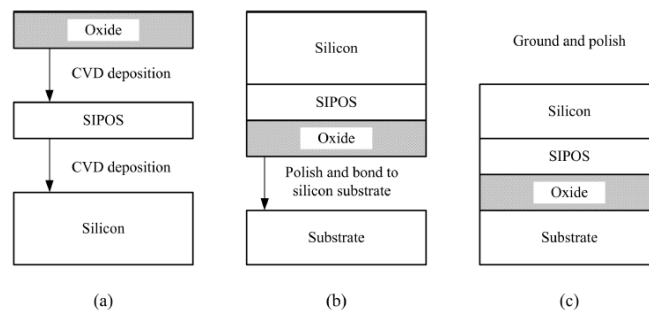 Oxide
CVD deposition
SIPOS
CVD deposition
Silicon
(a)
Silicon
SIPOS
Oxide
Polish and bond to
silicon substrate
Substrate
(b)
Ground and polish
Silicon
SIPOS
Oxide
Substrate
(c)